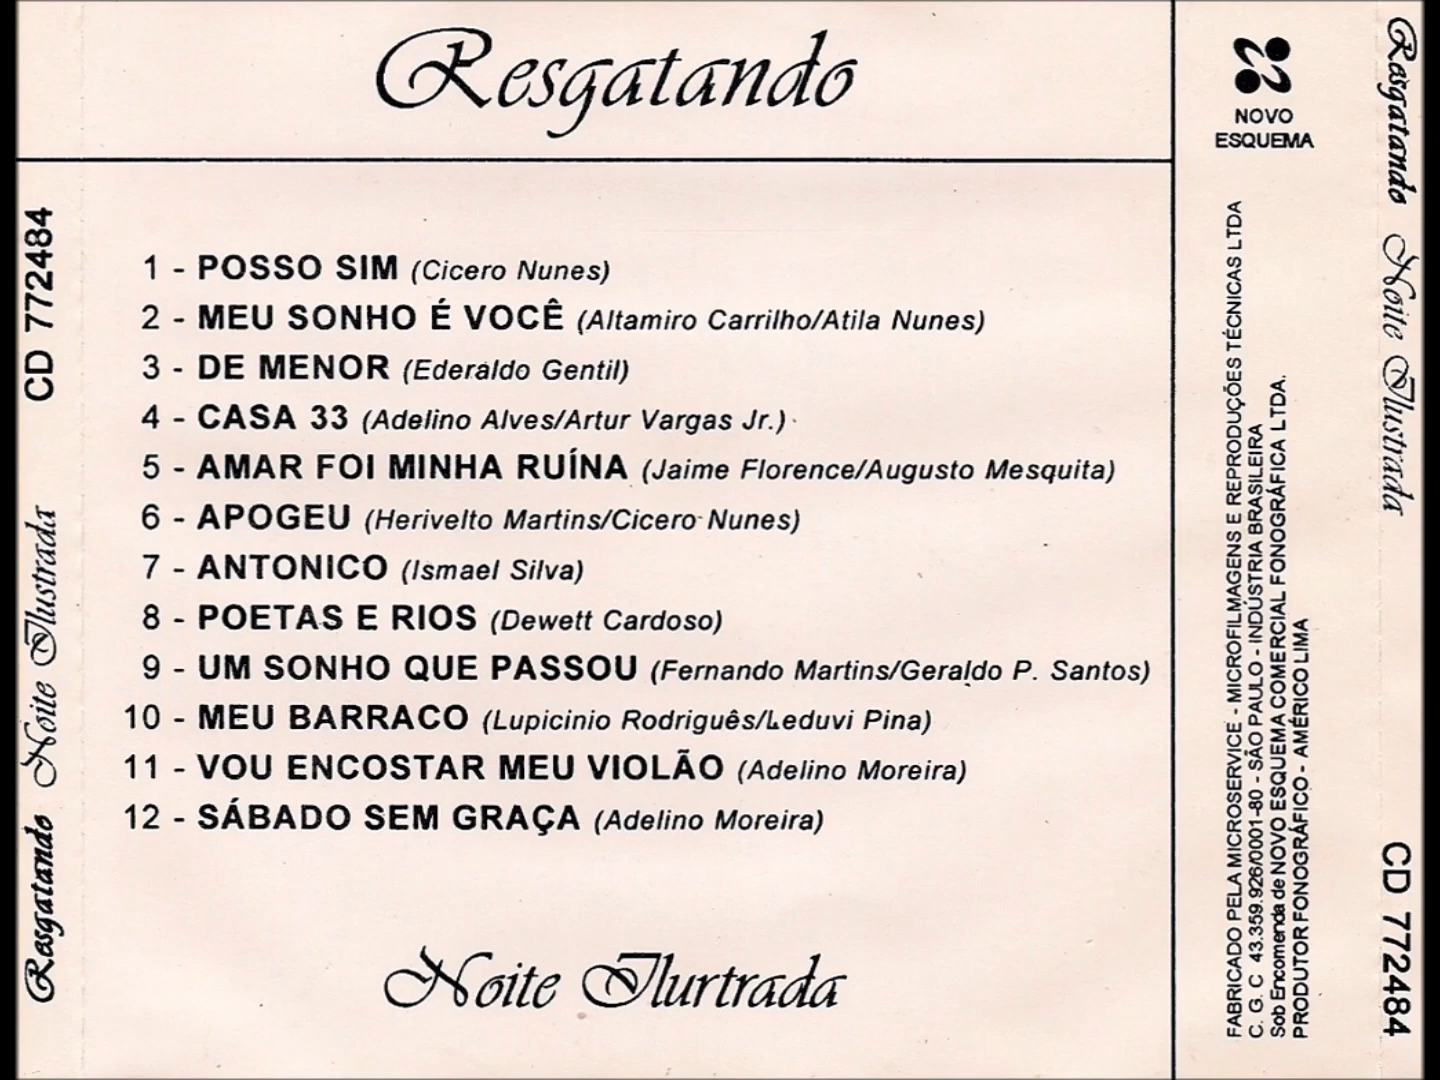 Resgatando
1 - POSSO SIM (Cicero Nunes)
2 - MEU SONHO É VOCÊ (Altamiro Carrilho/Atila Nunes)
3 - DE MENOR (Ederaldo Gentil)
4 - CASA 33 (Adelino Alves/Artur Vargas Jr.)
5 - AMAR FOI MINHA RUÍNA (Jaime Florence/Augusto Mesquita)
6 - APOGEU (Herivelto Martins/Cicero Nunes)
7 - ANTONICO (Ismael Silva)
8 - POETAS E RIOS (Dewett Cardoso)
9 - UM SONHO QUE PASSOU (Fernando Martins/Geraldo P. Santos)
10 - MEU BARRACO (Lupicinio Rodriguês/Leduvi Pina)
11 - VOU ENCOSTAR MEU VIOLÃO (Adelino Moreira)
12 - SÁBADO SEM GRAÇA (Adelino Moreira)
Noite Ilurtrada
Resgatando Noite Ilustrada CD 772484
NOVO
ESQUEMA
FABRICADO PELA MICROSERVICE - MICROFILMAGENS E REPRODUÇÕES TÉCNICAS LTDA
C. G. C 43.359.926/0001-80 - SÃO PAULO - INDÚSTRIA BRASILEIRA
Sob Encomenda de NOVO ESQUEMA COMERCIAL FONOGRÁFICA LTDA.
PRODUTOR FONOGRÁFICO - AMÉRICO LIMA
Resgatando Noite Ilustrada CD 772484